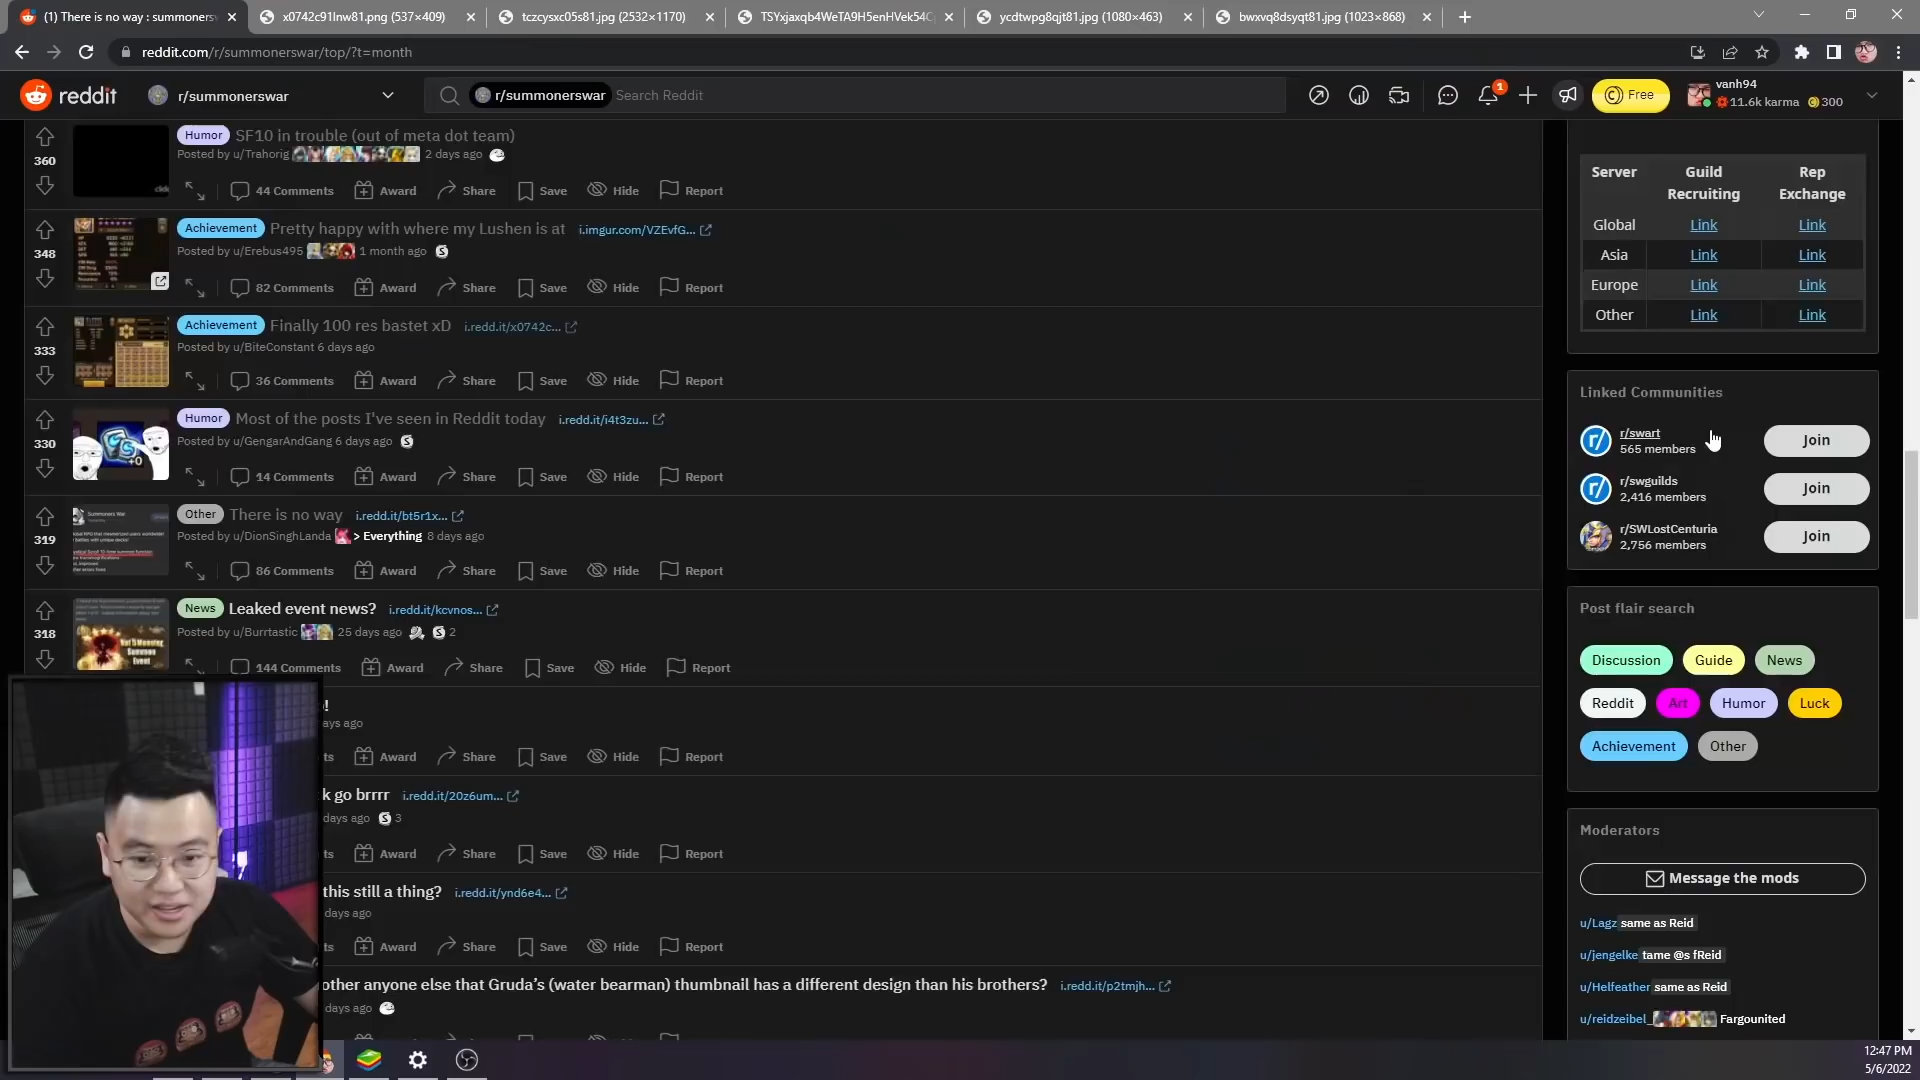 (1) There is no way : summoners
x0742c91lnw81.png (537×409)
tczcysxc05s81.jpg (2532×1170)
TSYxjaxqb4WeTA9H5enHVek54C
ycdtwpg8qjt81.jpg (1080×463)
bwxvq8dsyqt81.jpg (1023×868)
reddit.com/r/summonerswar/top/?t=month
reddit
r/summonerswar
r/summonerswar Search Reddit
1
Free
vanh94
11.6k karma 300
360
Humor SF10 in trouble (out of meta dot team)
Posted by u/Trahorig 2 days ago
44 Comments Award Share Save Hide Report
348
Achievement Pretty happy with where my Lushen is at i.imgur.com/VZEvfG...
Posted by u/Erebus495 1 month ago
82 Comments Award Share Save Hide Report
333
Achievement Finally 100 res bastet xD i.redd.it/x0742c...
Posted by u/BiteConstant 6 days ago
36 Comments Award Share Save Hide Report
330
+0
Humor Most of the posts I've seen in Reddit today i.redd.it/i4t3zu...
Posted by u/GengarAndGang 6 days ago
14 Comments Award Share Save Hide Report
319
Summoners War
Other There is no way i.redd.it/bt5r1x...
Posted by u/DionSinghLanda > Everything 8 days ago
86 Comments Award Share Save Hide Report
318
Summon
Event
News Leaked event news? i.redd.it/kcvnos...
Posted by u/Burrtastic 25 days ago 2
144 Comments Award Share Save Hide Report
!
ays ago
ts Award Share Save Hide Report
k go brrrr i.redd.it/20z6um...
days ago 3
ts Award Share Save Hide Report
this still a thing? i.redd.it/ynd6e4...
days ago
ts Award Share Save Hide Report
other anyone else that Gruda's (water bearman) thumbnail has a different design than his brothers? i.redd.it/p2tmjh...
days ago
Server Guild Recruiting Rep Exchange
Global Link Link
Asia Link Link
Europe Link Link
Other Link Link
Linked Communities
r/swart
565 members
Join
r/swguilds
2,416 members
Join
r/SWLostCenturia
2,756 members
Join
Post flair search
Discussion Guide News
Reddit Art Humor Luck
Achievement Other
Moderators
Message the mods
u/Lagz same as Reid
u/jengelke tame @s fReid
u/Helfeather same as Reid
u/reidzeibel_ Fargounited
12:47 PM
5/6/2022